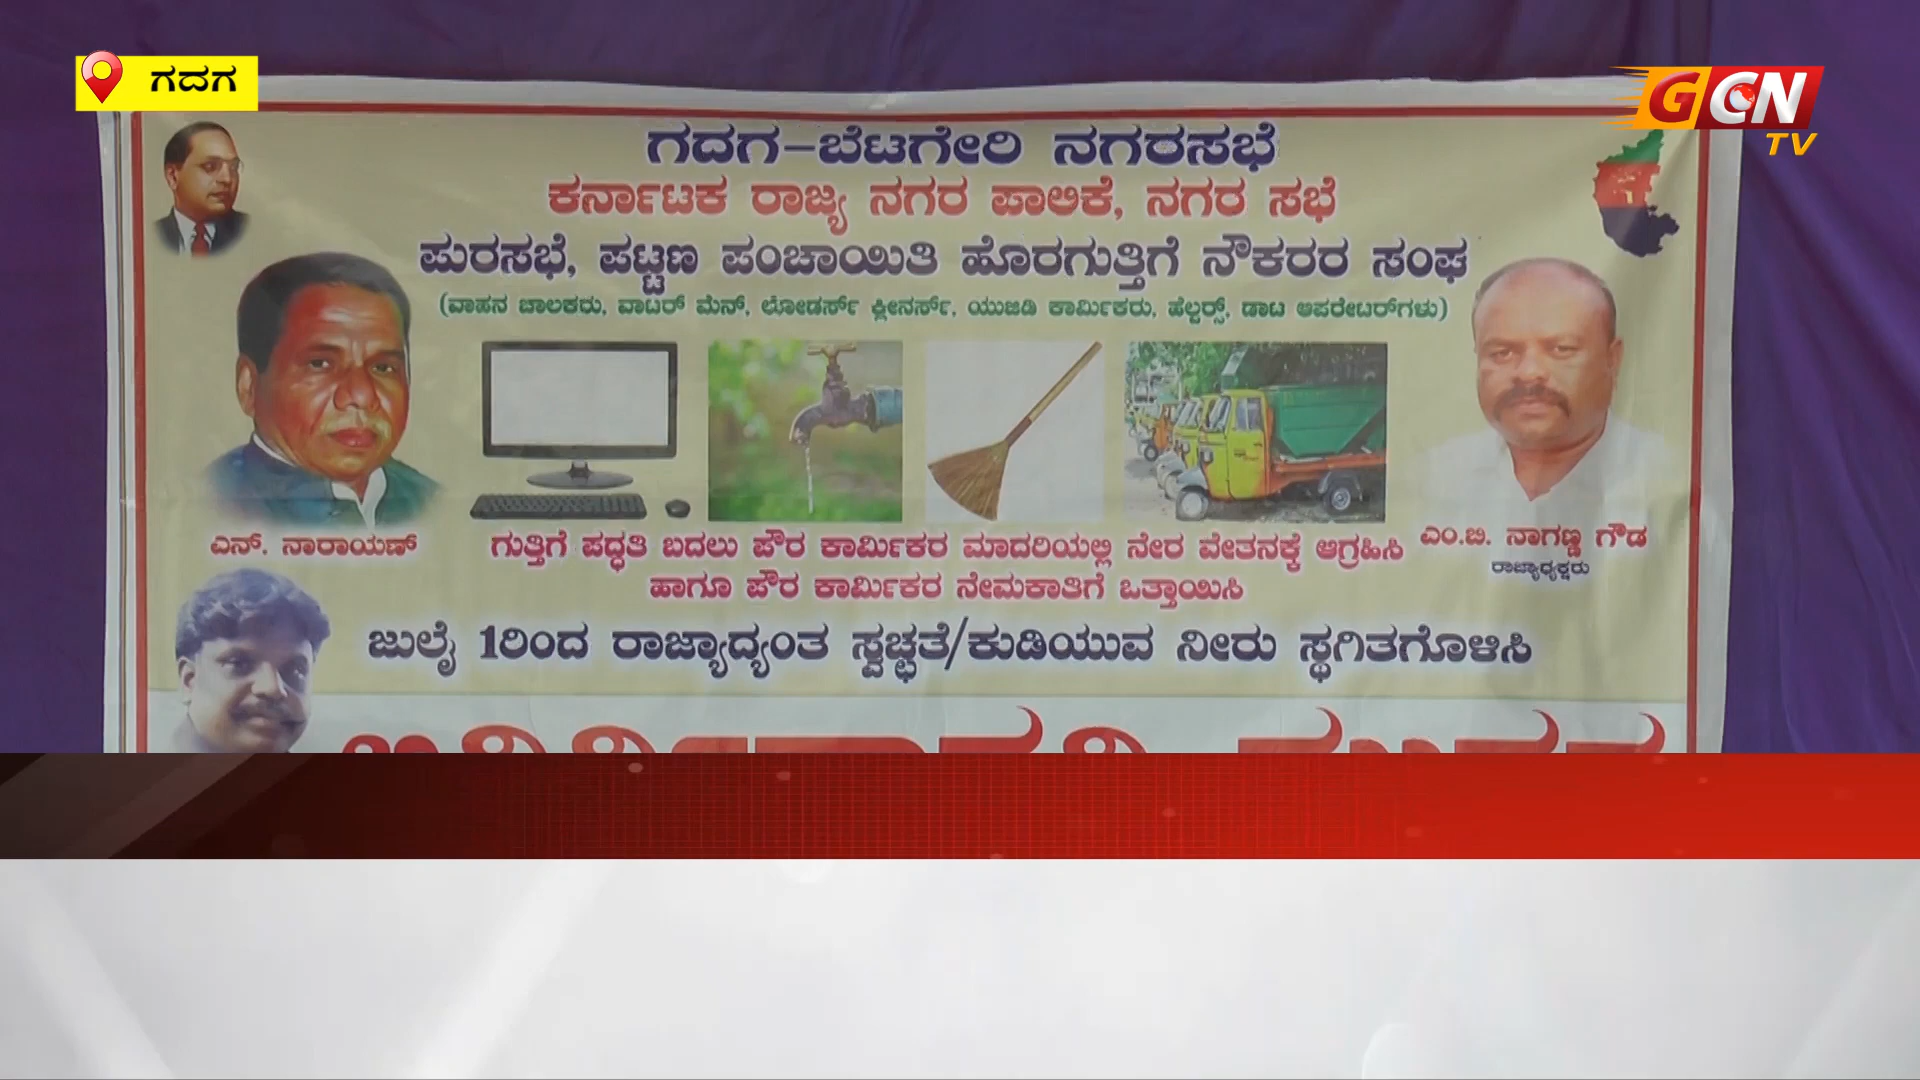 ಗದಗ
GCN
TV
ಗದಗ-ಬೆಟಗೇರಿ ನಗರಸಭೆ
ಕರ್ನಾಟಕ ರಾಜ್ಯ ನಗರ ಪಾಲಿಕೆ, ನಗರ ಸಭೆ
ಪುರಸಭೆ, ಪಟ್ಟಣ ಪಂಚಾಯಿತಿ ಹೊರಗುತ್ತಿಗೆ ನೌಕರರ ಸಂಘ
(ವಾಹನ ಚಾಲಕರು, ವಾಟರ್ ಮೆನ್, ಲೋಡರ್ಸ್ ಕ್ಲೀನರ್ಸ್, ಯುಜಿಡಿ ಕಾರ್ಮಿಕರು, ಹೆಲ್ಪರ್‍ಸ್, ಡಾಟ ಆಪರೇಟರ್‌ಗಳು)
ಎನ್. ನಾರಾಯಣ್
ಗುತ್ತಿಗೆ ಪದ್ಧತಿ ಬದಲು ಪೌರ ಕಾರ್ಮಿಕರ ಮಾದರಿಯಲ್ಲಿ ನೇರ ವೇತನಕ್ಕೆ ಆಗ್ರಹಿಸಿ
ಎಂ.ಬಿ. ನಾಗಣ್ಣ ಗೌಡ
ರಾಜ್ಯಾಧ್ಯಕ್ಷರು
ಹಾಗೂ ಪೌರ ಕಾರ್ಮಿಕರ ನೇಮಕಾತಿಗೆ ಒತ್ತಾಯಿಸಿ
ಜುಲೈ 1ರಿಂದ ರಾಜ್ಯಾದ್ಯಂತ ಸ್ವಚ್ಛತೆ/ಕುಡಿಯುವ ನೀರು ಸ್ಥಗಿತಗೊಳಿಸಿ